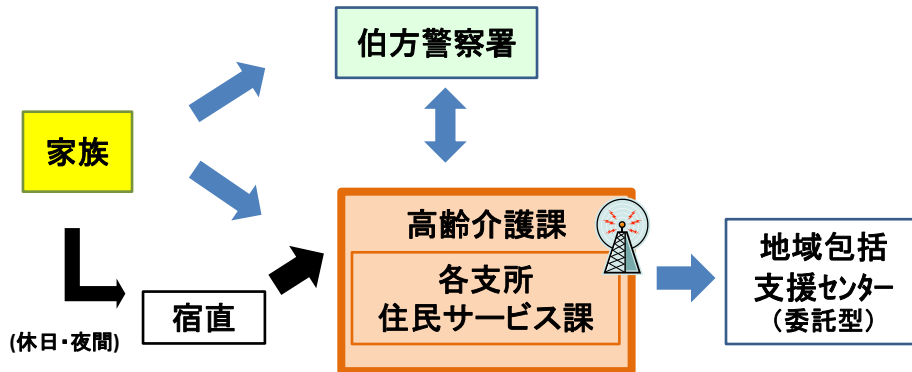 伯方警察署
家族
高齢介護課
各支所
住民サービス課
地域包括
支援センター
(委託型)
宿直
(休日・夜間)